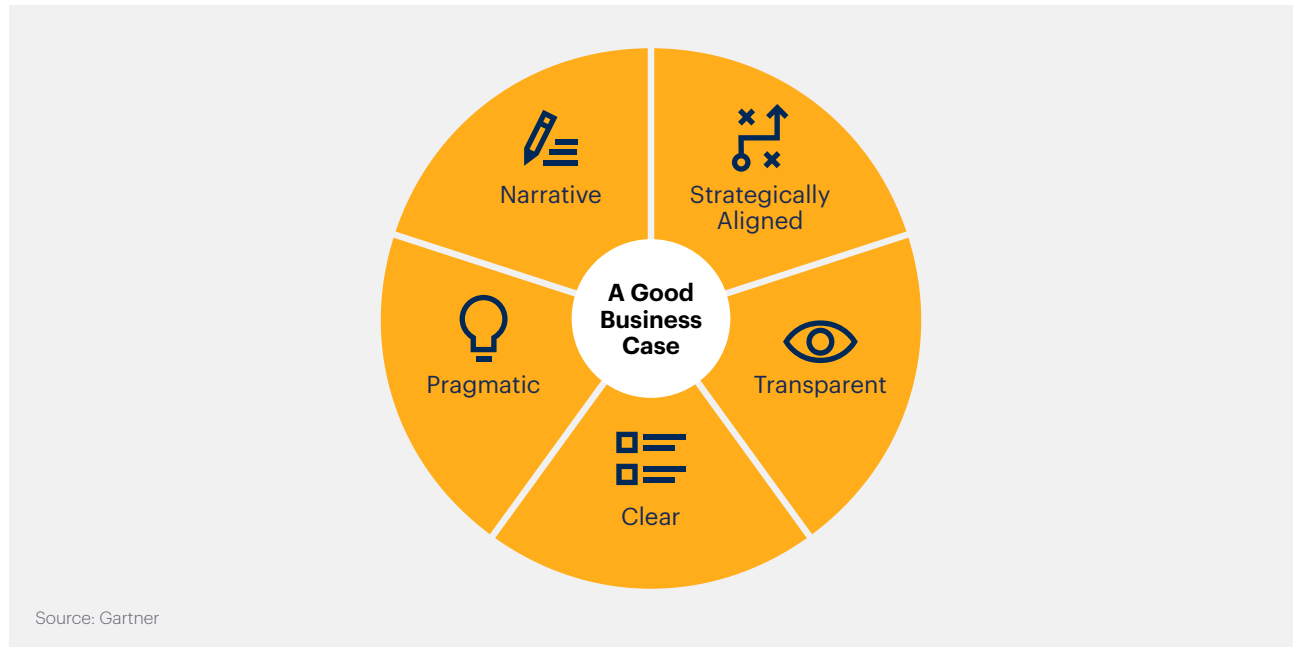 Narrative
Strategically
Aligned
A Good
Business
Case
Pragmatic
Transparent
Clear
Source: Gartner